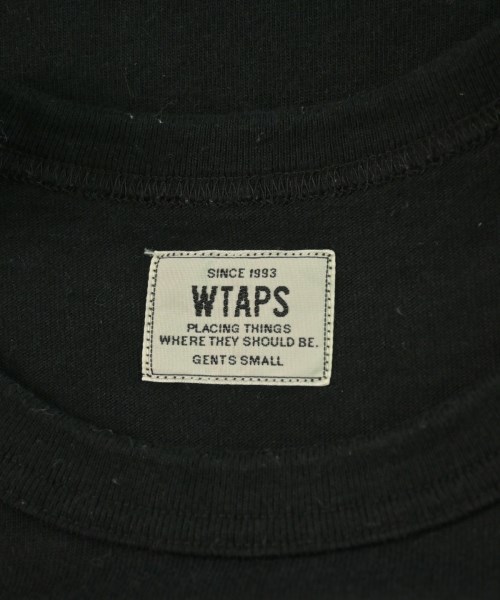 SINCE 1993
WTAPS
PLACING THINGS
WHERE THEY SHOULD BE.
GENTS SMALL